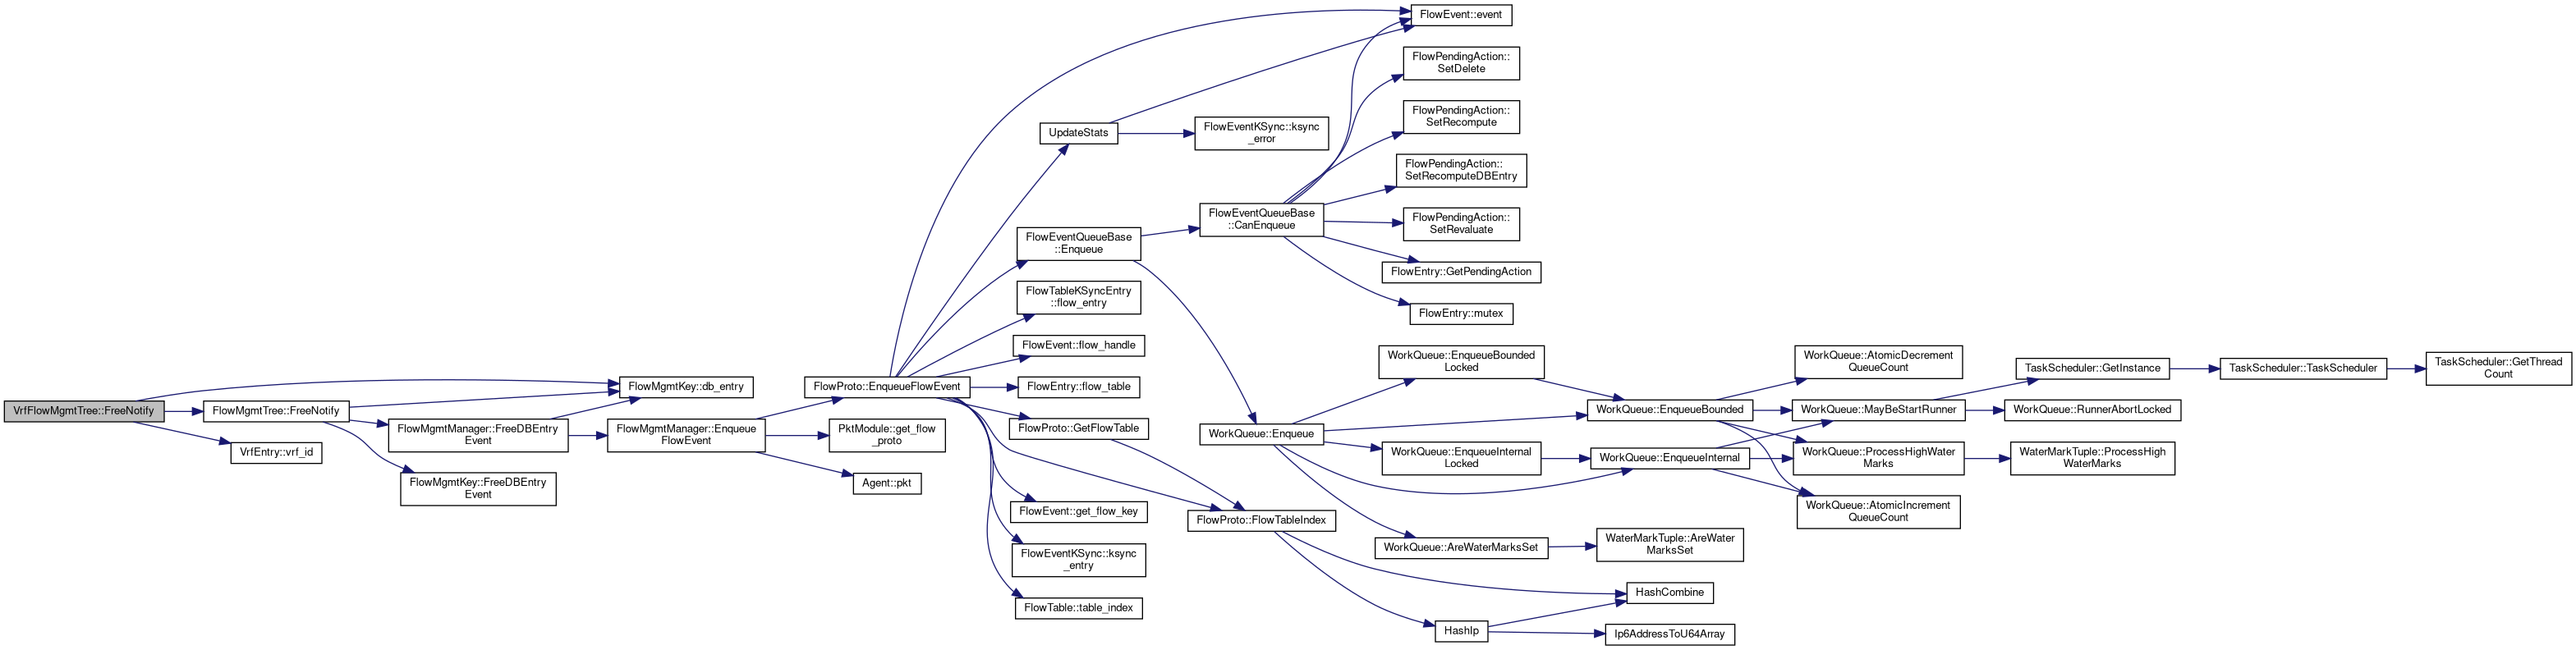 VrfFlowMgmtTree::FreeNotify
FlowMgmtTree::FreeNotify
VrfEntry::vrf_id
FlowMgmtManager::FreeDBEntry
Event
FlowMgmtKey::FreeDBEntry
Event
FlowMgmtKey::db_entry
FlowMgmtManager::Enqueue
FlowEvent
FlowProto::EnqueueFlowEvent
PktModule::get_flow
_proto
Agent::pkt
UpdateStats
FlowEventQueueBase
::Enqueue
FlowTableKSyncEntry
::flow_entry
FlowEvent::flow_handle
FlowEntry::flow_table
FlowProto::GetFlowTable
FlowEvent::get_flow_key
FlowEventKSync::ksync
_entry
FlowTable::table_index
FlowEventKSync::ksync
_error
FlowEventQueueBase
::CanEnqueue
WorkQueue::Enqueue
FlowProto::FlowTableIndex
FlowEvent::event
FlowPendingAction::
SetDelete
FlowPendingAction::
SetRecompute
FlowPendingAction::
SetRecomputeDBEntry
FlowPendingAction::
SetRevaluate
FlowEntry::GetPendingAction
FlowEntry::mutex
WorkQueue::EnqueueBounded
Locked
WorkQueue::EnqueueInternal
Locked
WorkQueue::AreWaterMarksSet
HashIp
WorkQueue::EnqueueBounded
WorkQueue::EnqueueInternal
WaterMarkTuple::AreWater
MarksSet
HashCombine
Ip6AddressToU64Array
WorkQueue::AtomicDecrement
QueueCount
WorkQueue::MayBeStartRunner
WorkQueue::ProcessHighWater
Marks
WorkQueue::AtomicIncrement
QueueCount
TaskScheduler::GetInstance
WorkQueue::RunnerAbortLocked
WaterMarkTuple::ProcessHigh
WaterMarks
TaskScheduler::TaskScheduler
TaskScheduler::GetThread
Count